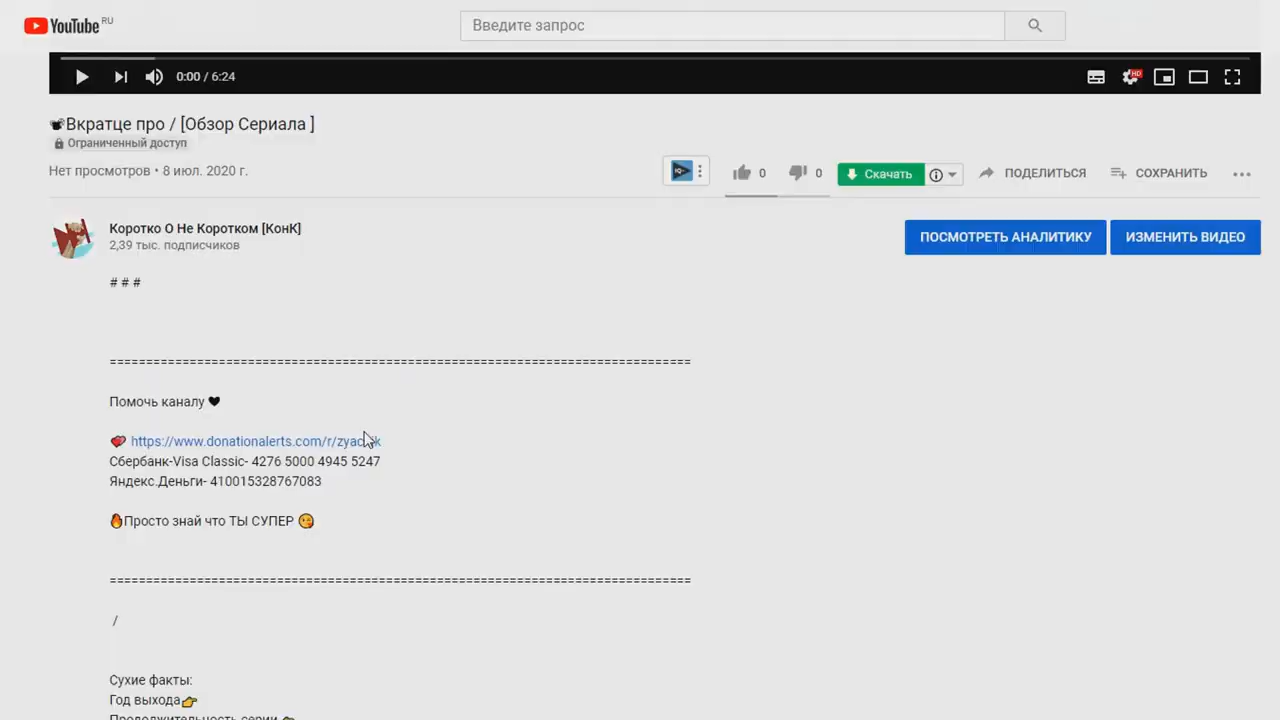 YouTube RU
Введите запрос
0:00 / 6:24
HD
Вкратце про / [Обзор Сериала ]
Ограниченный доступ
Нет просмотров • 8 июл. 2020 г.
0
0
Скачать
ПОДЕЛИТЬСЯ
СОХРАНИТЬ
Коротко О Не Коротком [КонК]
2,39 тыс. подписчиков
ПОСМОТРЕТЬ АНАЛИТИКУ
ИЗМЕНИТЬ ВИДЕО
# # #
Помочь каналу
https://www.donationalerts.com/r/
Сбербанк-Visa Classic- 4276 5000 4945 5247
Яндекс.Деньги- 410015328767083
Просто знай что ТЫ СУПЕР
/
Сухие факты:
Год выхода
Продолжительность серии